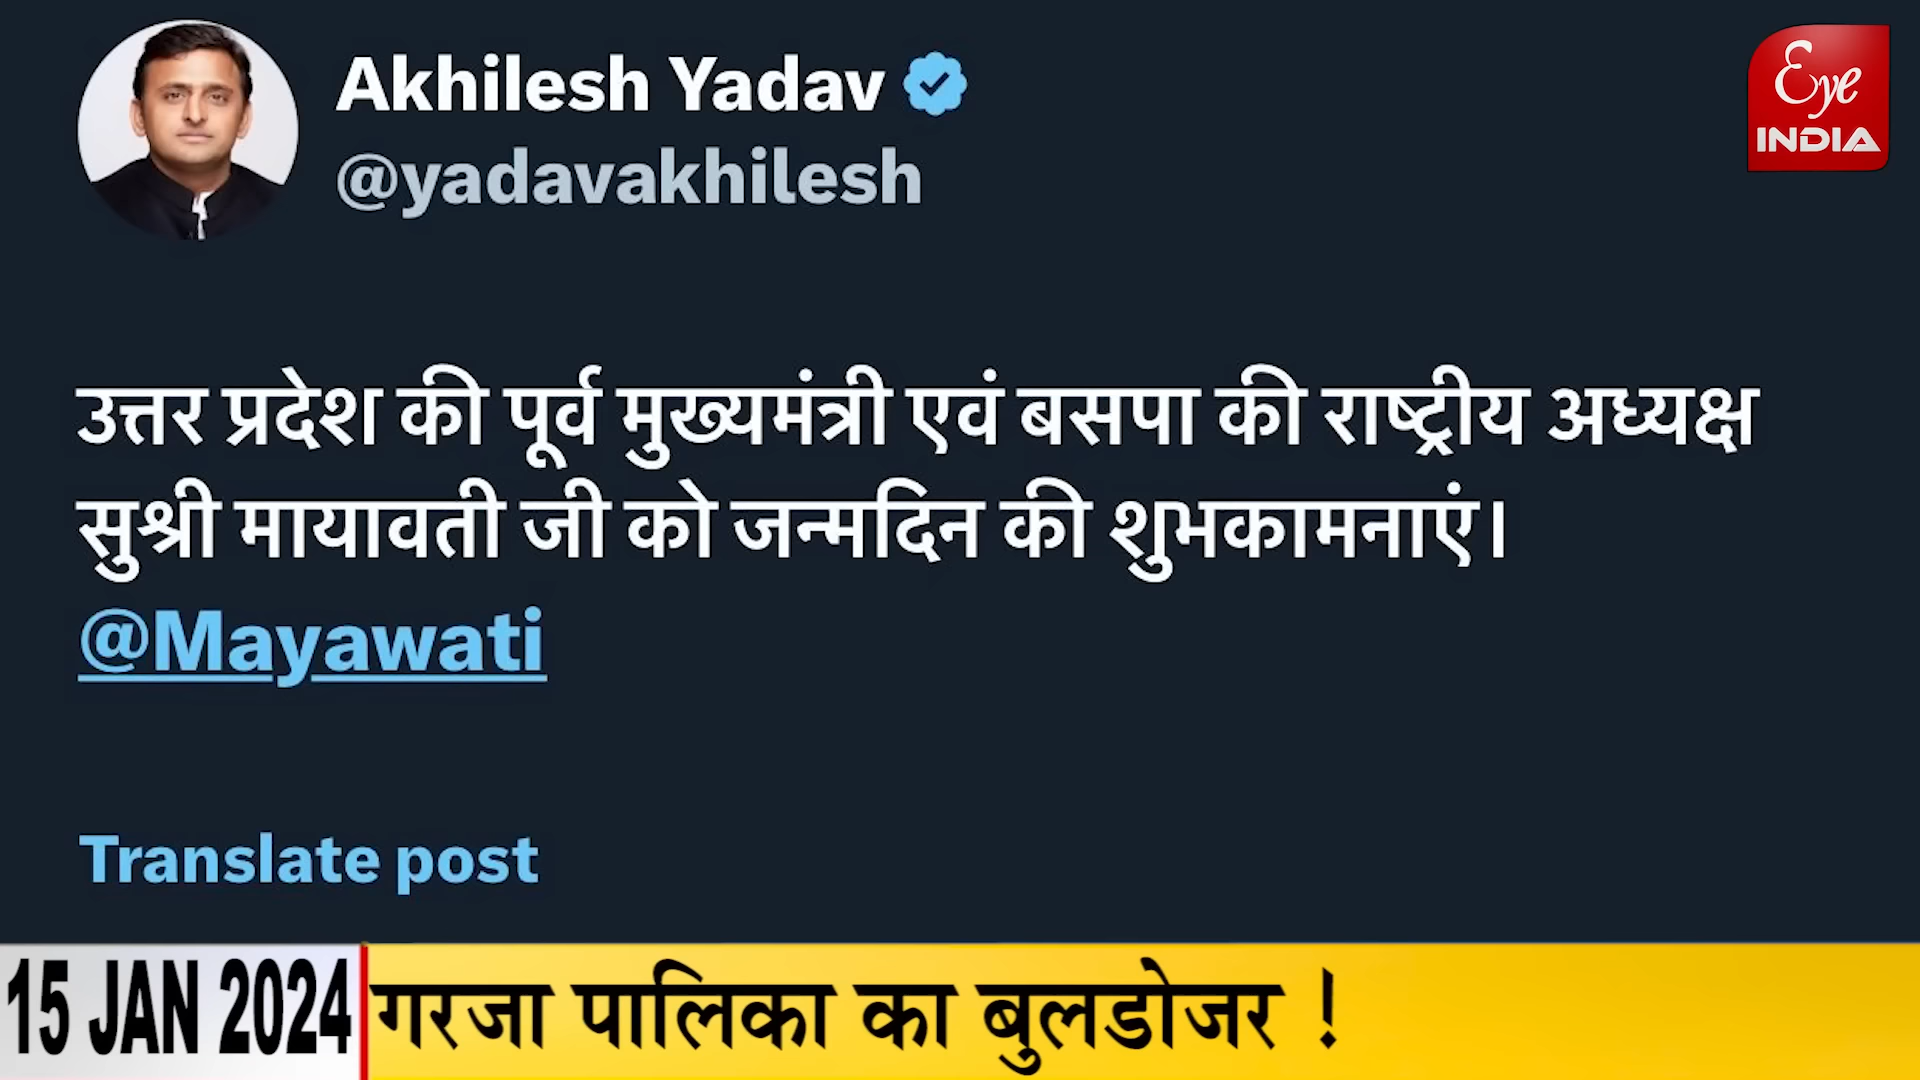 Akhilesh Yadav
@yadavakhilesh
Eye
INDIA
उत्तर प्रदेश की पूर्व मुख्यमंत्री एवं बसपा की राष्ट्रीय अध्यक्ष
सुश्री मायावती जी को जन्मदिन की शुभकामनाएं।
@Mayawati
Translate post
15 JAN 2024
गरजा पालिका का बुलडोजर !